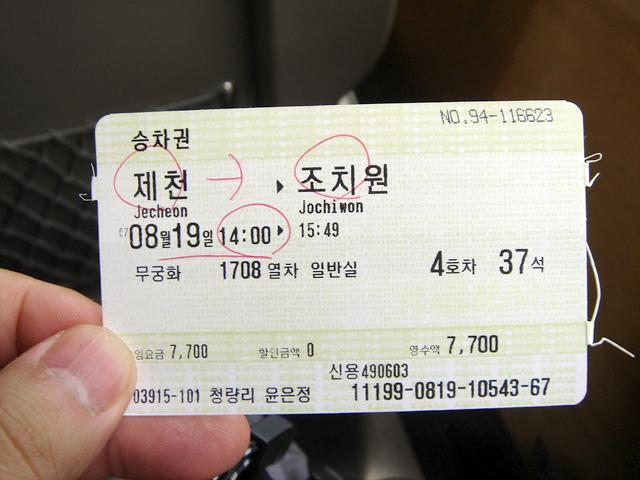 NO.94-116623
승차권
제천 ▶ 조치원
Jecheon Jochiwon
07 08월 19일 14:00 ▶ 15:49
무궁화 1708 열차 일반실 4호차 37석
임요금 7,700 할인금액 0 영수액 7,700
신용490603
03915-101 청량리 윤은정 11199-0819-10543-67